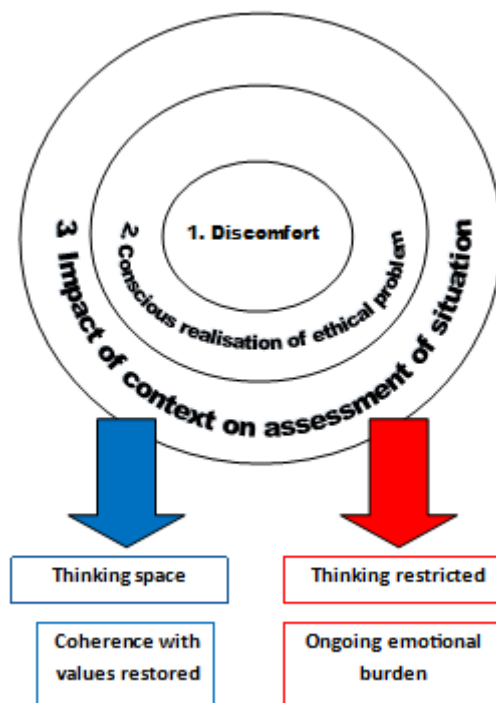 1. Discomfort
2. Conscious realisation of ethical problem
3 Impact of context on assessment of situation
Thinking space
Thinking restricted
Coherence with
values restored
Ongoing emotional
burden